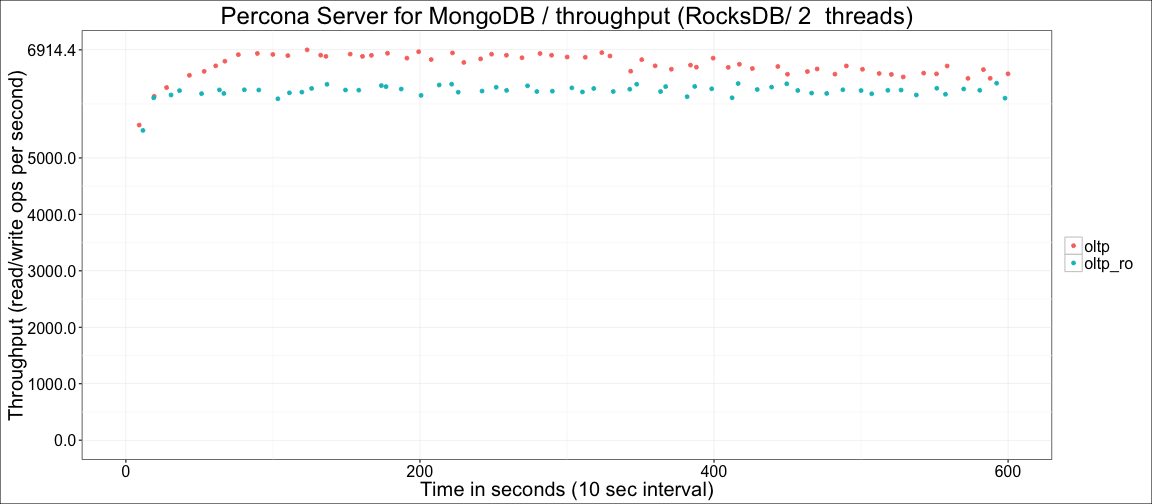 Percona Server for MongoDB / throughput (RocksDB/ 2  threads)
Throughput (read/write ops per second)
6914.4
5000.0
4000.0
3000.0
2000.0
1000.0
0.0
0 200 400 600
Time in seconds (10 sec interval)
oltp
oltp_ro